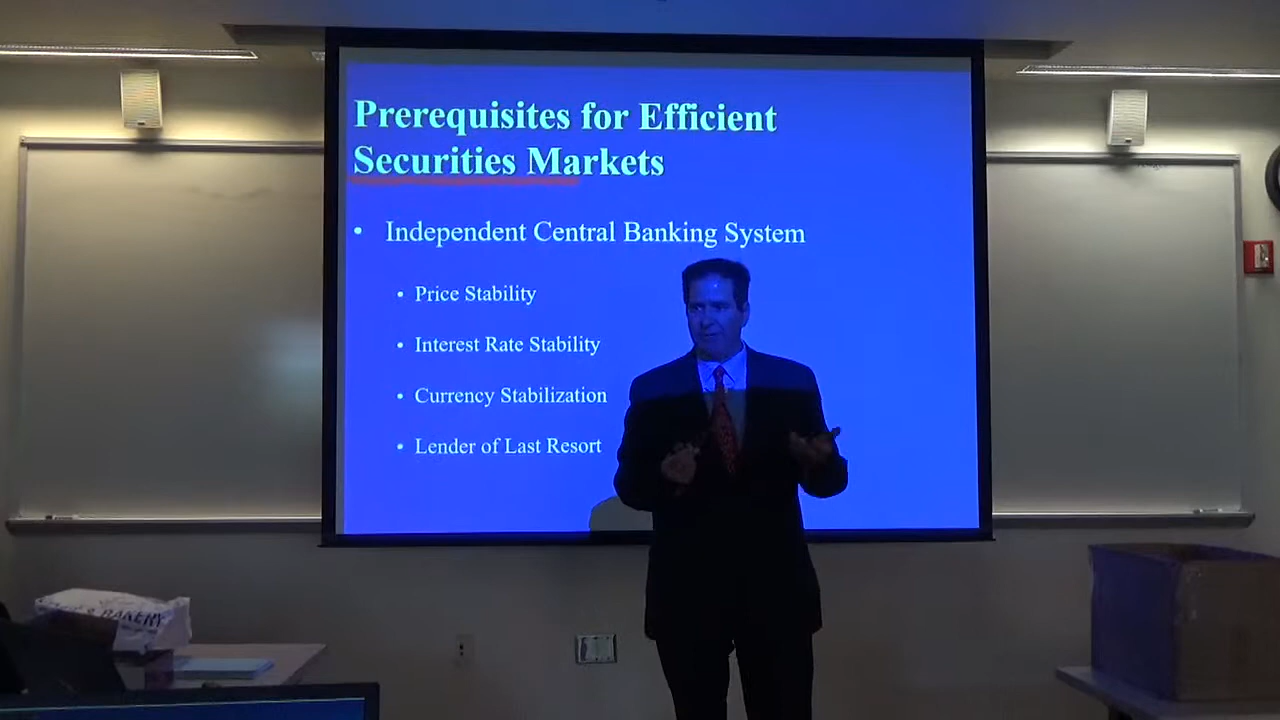 Prerequisites for Efficient
Securities Markets
• Independent Central Banking System
• Price Stability
• Interest Rate Stability
• Currency Stabilization
• Lender of Last Resort
BAKERY